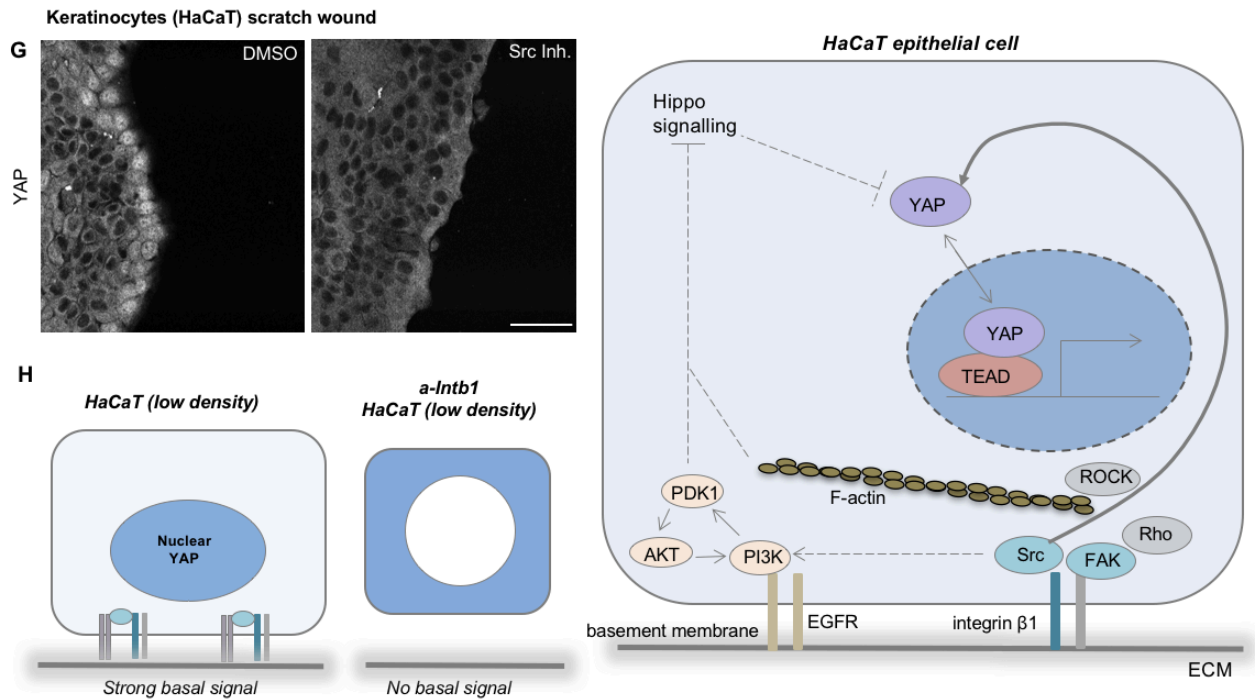 Keratinocytes (HaCaT) scratch wound
G
DMSO
Src Inh.
YAP
H
HaCaT (low density)
a-Intb1
HaCaT (low density)
Nuclear
YAP
Strong basal signal
No basal signal
HaCaT epithelial cell
Hippo
signalling
YAP
YAP
TEAD
ROCK
F-actin
PDK1
Rho
AKT
PI3K
Src
FAK
basement membrane
EGFR
integrin β1
ECM